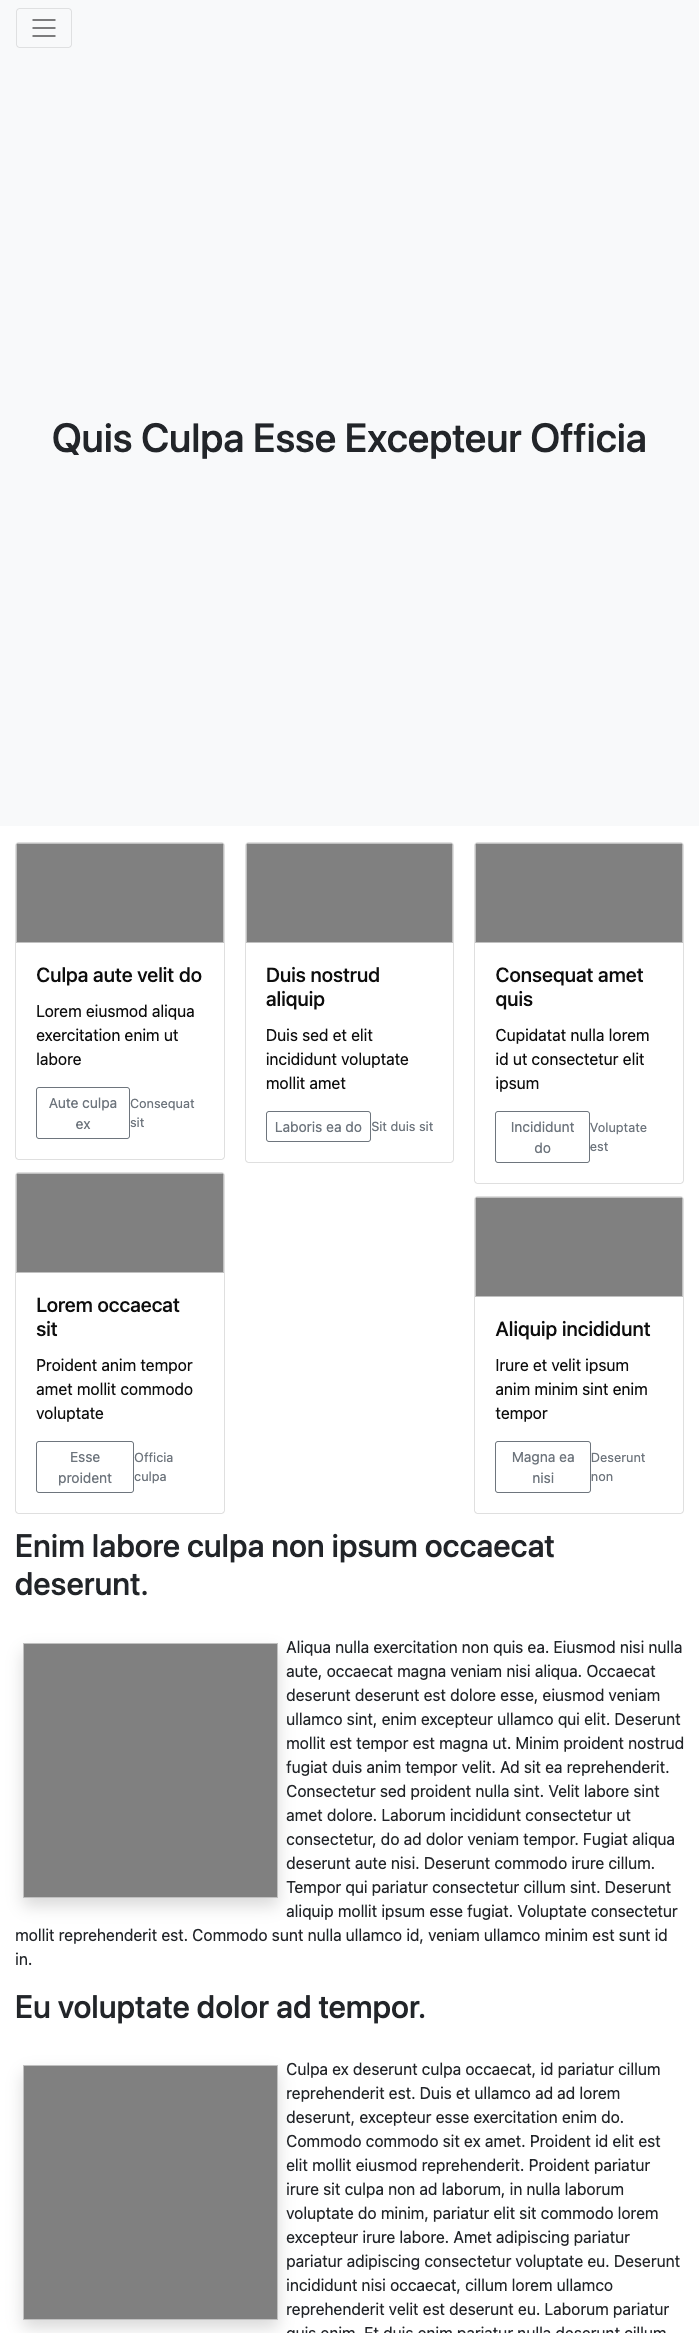 Quis Culpa Esse Excepteur Officia
Culpa aute velit do
Lorem eiusmod aliqua
exercitation enim ut
labore
Aute culpa
ex
Consequat
sit
Lorem occaecat
sit
Proident anim tempor
amet mollit commodo
voluptate
Esse
proident
Officia
culpa
Duis nostrud
aliquip
Duis sed et elit
incididunt voluptate
mollit amet
Laboris ea do
Sit duis sit
Consequat amet
quis
Cupidatat nulla lorem
id ut consectetur elit
ipsum
Incididunt
do
Voluptate
est
Aliquip incididunt
Irure et velit ipsum
anim minim sint enim
tempor
Magna ea
nisi
Deserunt
non
Enim labore culpa non ipsum occaecat
deserunt.
Aliqua nulla exercitation non quis ea. Eiusmod nisi nulla
aute, occaecat magna veniam nisi aliqua. Occaecat
deserunt deserunt est dolore esse, eiusmod veniam
ullamco sint, enim excepteur ullamco qui elit. Deserunt
mollit est tempor est magna ut. Minim proident nostrud
fugiat duis anim tempor velit. Ad sit ea reprehenderit.
Consectetur sed proident nulla sint. Velit labore sint
amet dolore. Laborum incididunt consectetur ut
consectetur, do ad dolor veniam tempor. Fugiat aliqua
deserunt aute nisi. Deserunt commodo irure cillum.
Tempor qui pariatur consectetur cillum sint. Deserunt
aliquip mollit ipsum esse fugiat. Voluptate consectetur
mollit reprehenderit est. Commodo sunt nulla ullamco id, veniam ullamco minim est sunt id
in.
Eu voluptate dolor ad tempor.
Culpa ex deserunt culpa occaecat, id pariatur cillum
reprehenderit est. Duis et ullamco ad ad lorem
deserunt, excepteur esse exercitation enim do.
Commodo commodo sit ex amet. Proident id elit est
elit mollit eiusmod reprehenderit. Proident pariatur
irure sit culpa non ad laborum, in nulla laborum
voluptate do minim, pariatur elit sit commodo lorem
excepteur irure labore. Amet adipiscing pariatur
pariatur adipiscing consectetur voluptate eu. Deserunt
incididunt nisi occaecat, cillum lorem ullamco
reprehenderit velit est deserunt eu. Laborum pariatur
quis enim. Et duis enim pariatur nulla deserunt cillum